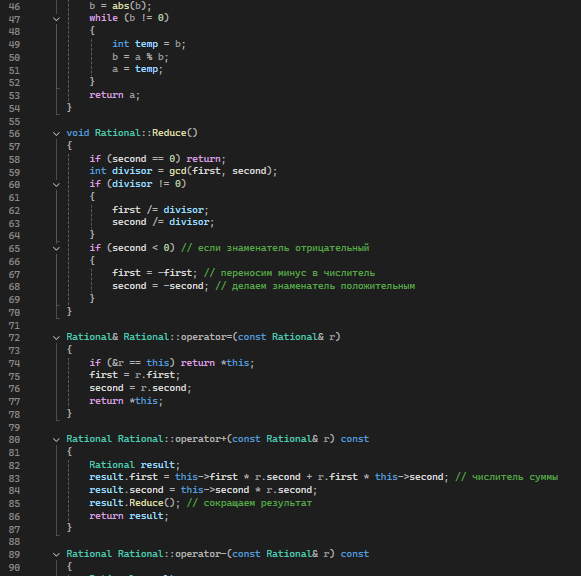 46 b = abs(b);
47 while (b != 0)
48 {
49 int temp = b;
50 b = a % b;
51 a = temp;
52 }
53 return a;
54 }
55
56 void Rational::Reduce()
57 {
58 if (second == 0) return;
59 int divisor = gcd(first, second);
60 if (divisor != 0)
61 {
62 first /= divisor;
63 second /= divisor;
64 }
65 if (second < 0) // если знаменатель отрицательный
66 {
67 first = -first; // переносим минус в числитель
68 second = -second; // делаем знаменатель положительным
69 }
70 }
71
72 Rational& Rational::operator=(const Rational& r)
73 {
74 if (&r == this) return *this;
75 first = r.first;
76 second = r.second;
77 return *this;
78 }
79
80 Rational Rational::operator+(const Rational& r) const
81 {
82 Rational result;
83 result.first = this->first * r.second + r.first * this->second; // числитель суммы
84 result.second = this->second * r.second;
85 result.Reduce(); // сокращаем результат
86 return result;
87 }
88
89 Rational Rational::operator-(const Rational& r) const
90 {